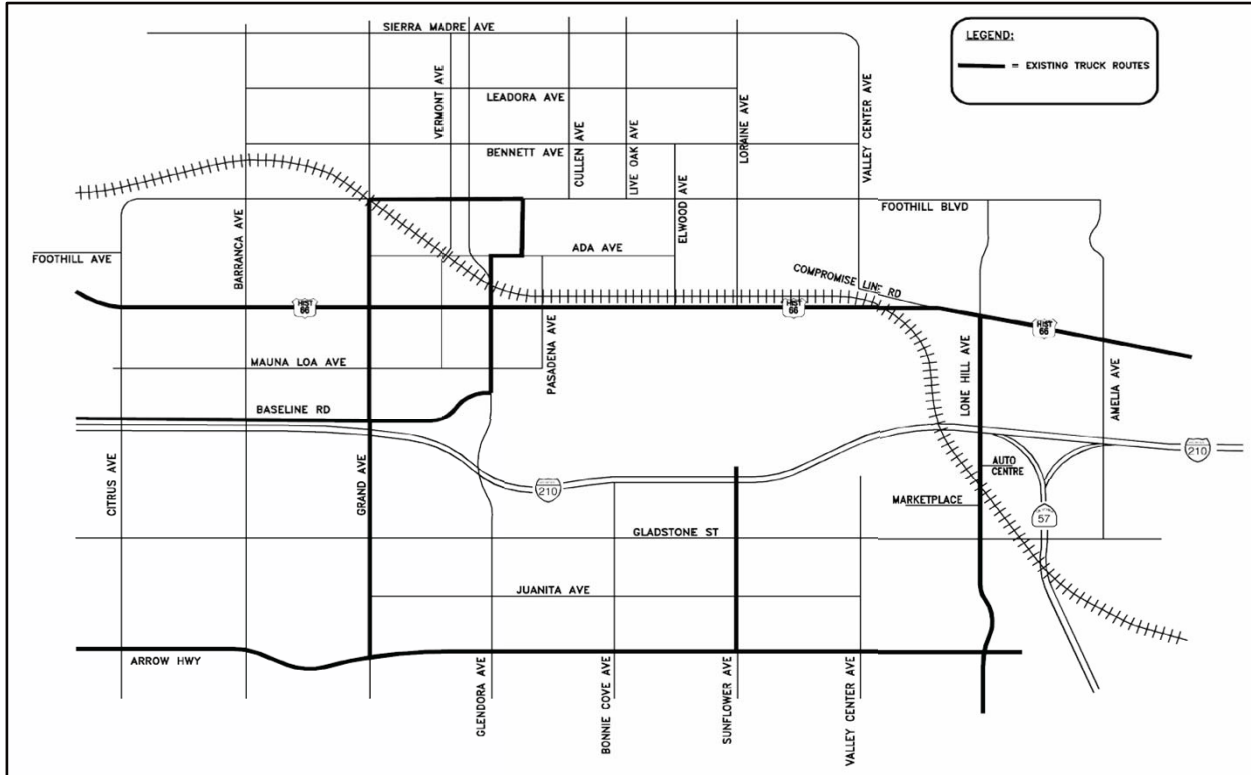 SIERRA MADRE AVE
LEGEND:
= EXISTING TRUCK ROUTES
VERMONT AVE
LEADORA AVE
CULLEN AVE
LIVE OAK AVE
LORAINE AVE
VALLEY CENTER AVE
BENNETT AVE
ELWOOD AVE
FOOTHILL BLVD
BARRANCA AVE
FOOTHILL AVE
ADA AVE
COMPROMISE LINE RD
HIST
66
HIST
66
HIST
66
MAUNA LOA AVE
PASADENA AVE
LONE HILL AVE
AMELIA AVE
BASELINE RD
CITRUS AVE
GRAND AVE
210
AUTO
CENTRE
210
MARKETPLACE
57
GLADSTONE ST
JUANITA AVE
ARROW HWY
GLENDORA AVE
BONNIE COVE AVE
SUNFLOWER AVE
VALLEY CENTER AVE